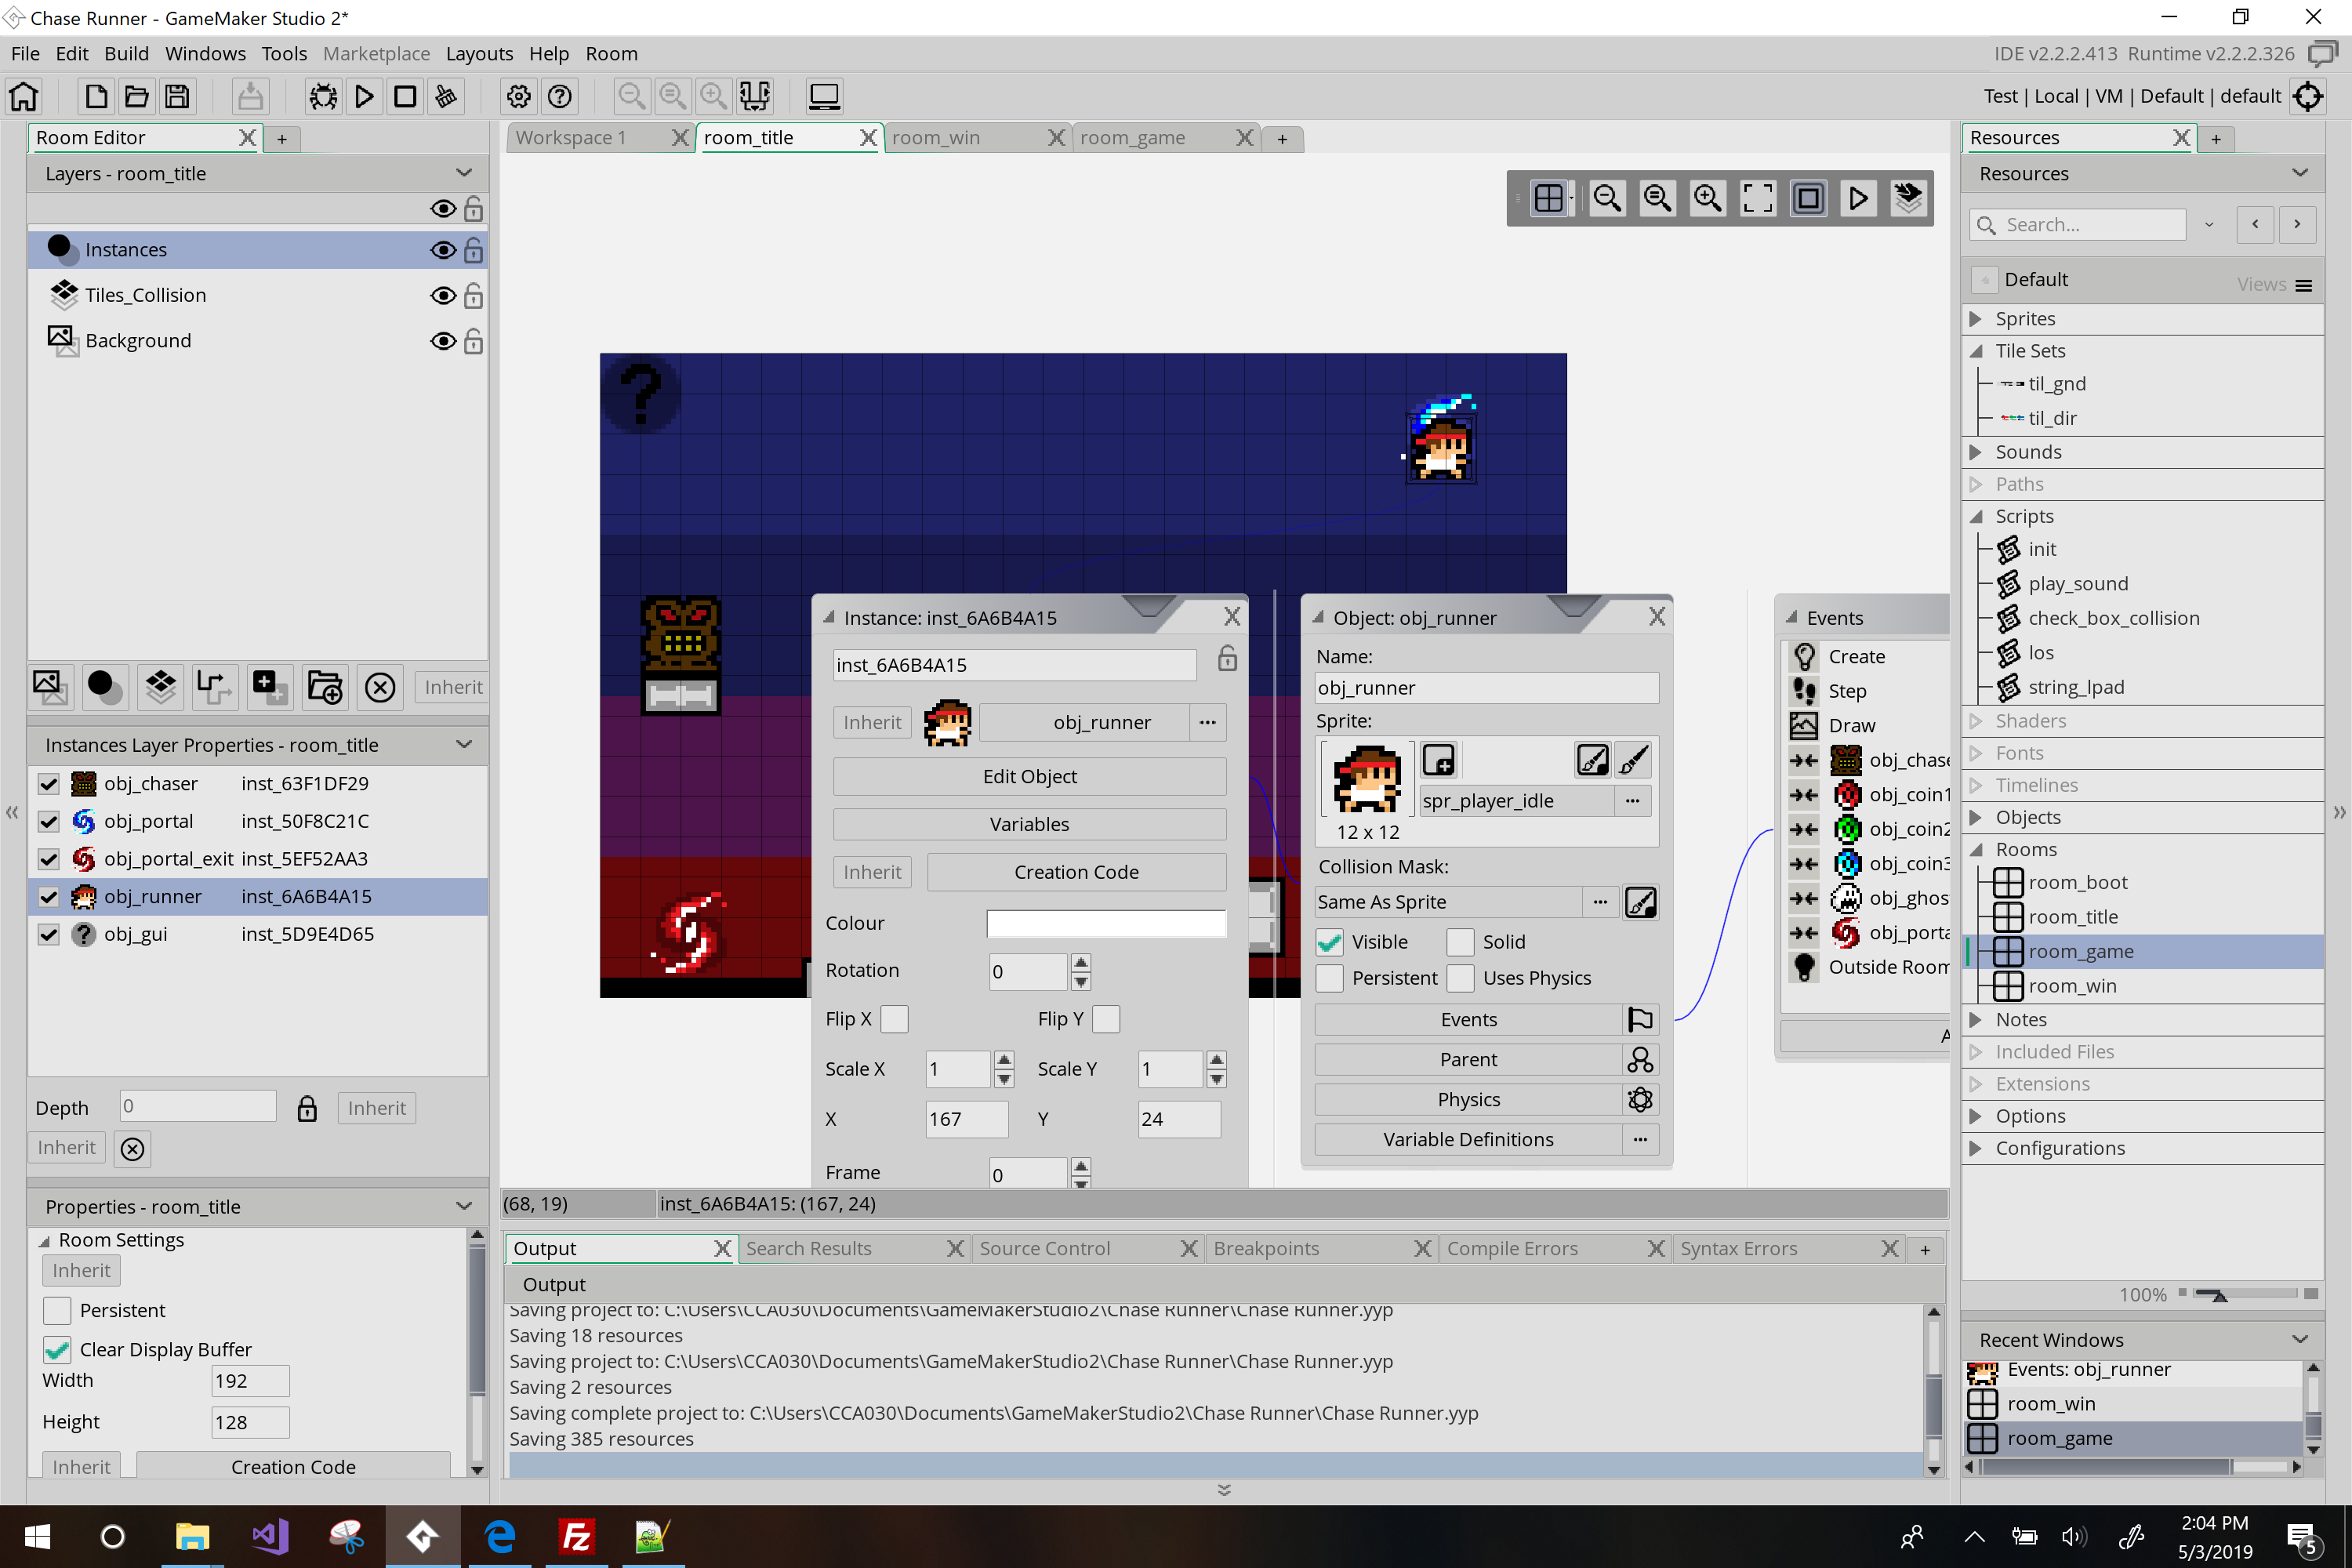 Chase Runner - GameMaker Studio 2*
File Edit Build Windows Tools Marketplace Layouts Help Room
IDE v2.2.2.413 Runtime v2.2.2.326
Test | Local | VM | Default | default
Room Editor
Layers - room_title
Instances
Tiles_Collision
Background
Inherit
Instances Layer Properties - room_title
obj_chaser inst_63F1DF29
obj_portal inst_50F8C21C
obj_portal_exit inst_5EF52AA3
obj_runner inst_6A6B4A15
obj_gui inst_5D9E4D65
Depth 0 Inherit
Inherit
Properties - room_title
Room Settings
Inherit
Persistent
Clear Display Buffer
Width 192
Height 128
Inherit Creation Code
Workspace 1 room_title room_win room_game
Instance: inst_6A6B4A15
inst_6A6B4A15
Inherit obj_runner ...
Edit Object
Variables
Inherit Creation Code
Colour
Rotation 0
Flip X Flip Y
Scale X 1 Scale Y 1
X 167 Y 24
Frame 0
Object: obj_runner
Name:
obj_runner
Sprite:
spr_player_idle ...
12 x 12
Collision Mask:
Same As Sprite ...
Visible Solid
Persistent Uses Physics
Events
Parent
Physics
Variable Definitions ...
Events
Create
Step
Draw
obj_chase
obj_coin1
obj_coin2
obj_coin3
obj_ghos
obj_porta
Outside Room
A
(68, 19) inst_6A6B4A15: (167, 24)
Output Search Results Source Control Breakpoints Compile Errors Syntax Errors
Output
Saving project to: C:\Users\CCA030\Documents\GameMakerStudio2\Chase Runner\Chase Runner.yyp
Saving 18 resources
Saving project to: C:\Users\CCA030\Documents\GameMakerStudio2\Chase Runner\Chase Runner.yyp
Saving 2 resources
Saving complete project to: C:\Users\CCA030\Documents\GameMakerStudio2\Chase Runner\Chase Runner.yyp
Saving 385 resources
Resources
Resources
Search...
Default
Views
Sprites
Tile Sets
til_gnd
til_dir
Sounds
Paths
Scripts
init
play_sound
check_box_collision
los
string_lpad
Shaders
Fonts
Timelines
Objects
Rooms
room_boot
room_title
room_game
room_win
Notes
Included Files
Extensions
Options
Configurations
100%
Recent Windows
Events: obj_runner
room_win
room_game
2:04 PM
5/3/2019
5